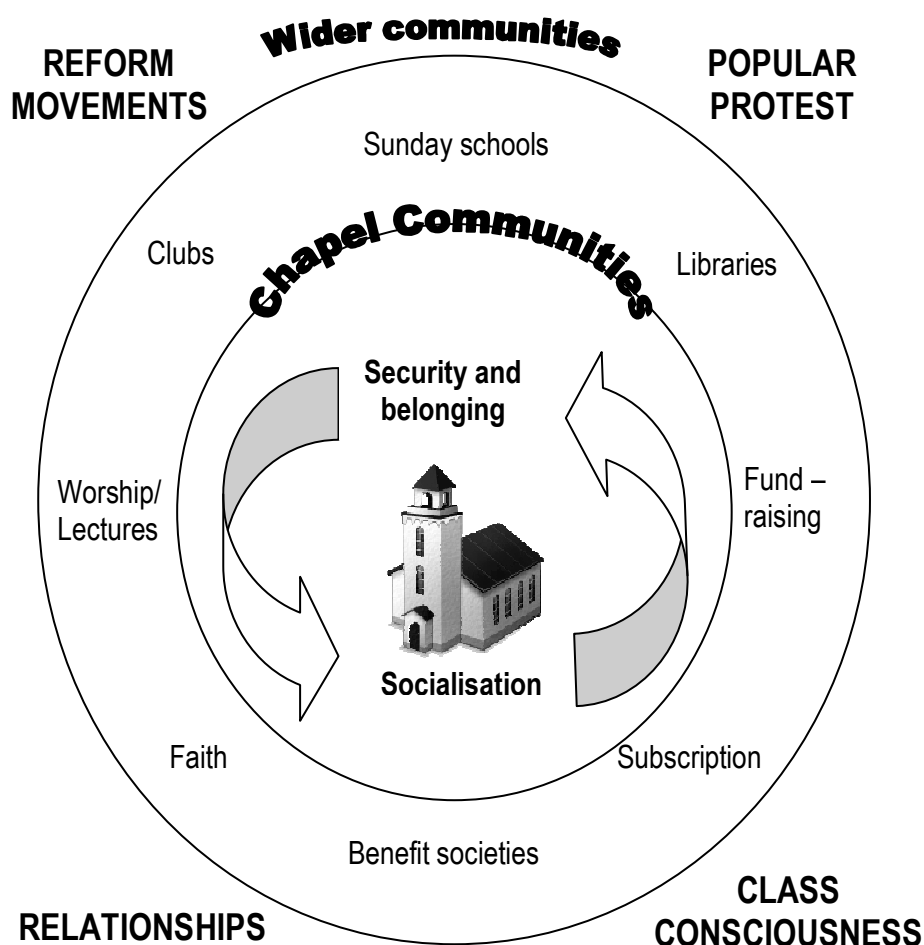 Wider communities
REFORM
MOVEMENTS
POPULAR
PROTEST
Sunday schools
Chapel Communities
Clubs
Libraries
Security and
belonging
Worship/
Lectures
Fund –
raising
Socialisation
Faith
Subscription
Benefit societies
RELATIONSHIPS
CLASS
CONSCIOUSNESS